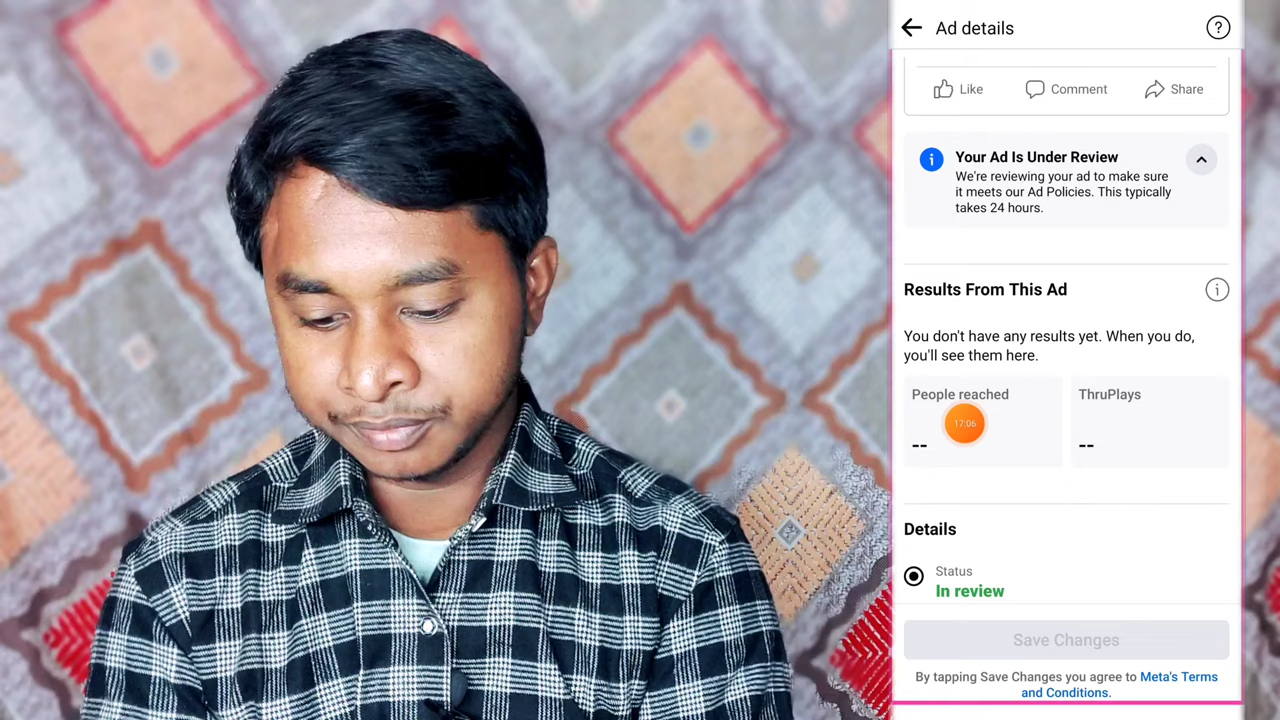 Ad details
Like Comment Share
Your Ad Is Under Review
We're reviewing your ad to make sure
it meets our Ad Policies. This typically
takes 24 hours.
Results From This Ad
You don't have any results yet. When you do,
you'll see them here.
People reached ThruPlays
17:06
-- --
Details
Status
In review
Save Changes
By tapping Save Changes you agree to Meta's Terms
and Conditions.